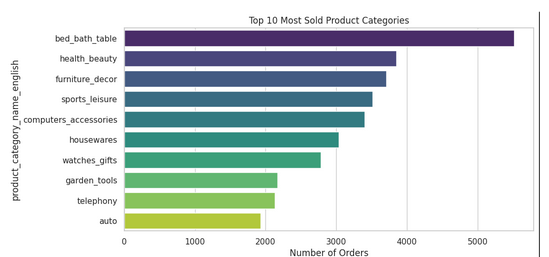 Top 10 Most Sold Product Categories
product_category_name_english
bed_bath_table
health_beauty
furniture_decor
sports_leisure
computers_accessories
housewares
watches_gifts
garden_tools
telephony
auto
0 1000 2000 3000 4000 5000
Number of Orders